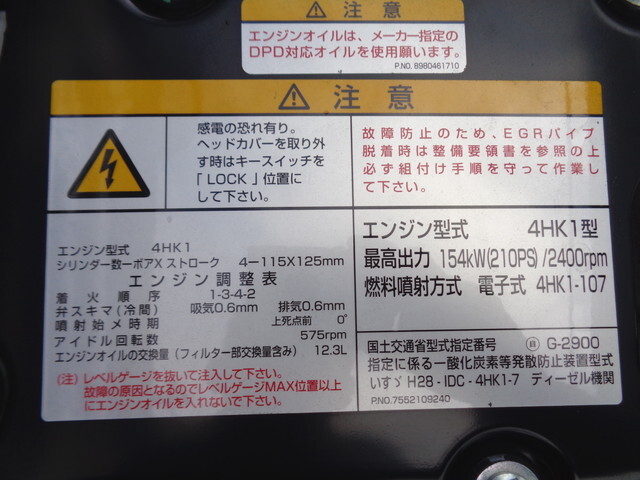 ⚠ 注意
エンジンオイルは、メーカー指定の
DPD対応オイルを使用願います。
P.NO. 8980461710
⚠ 注意
感電の恐れ有り。
ヘッドカバーを取り外
す時はキースイッチを
「LOCK」位置に
して下さい。
故障防止のため、EGRパイプ
脱着時は整備要領書を参照の上
必ず組付け手順を守って作業し
て下さい。
エンジン型式 4HK1
シリンダー数ーボアX ストローク 4ー115X125mm
エンジン調整表
着火順序 1-3-4-2
弁スキマ(冷間) 吸気0.6mm 排気0.6mm
噴射始メ時期 上死点前 0°
アイドル回転数 575rpm
エンジンオイルの交換量(フィルター部交換量含み) 12.3L
(注) レベルゲージを抜いて注入して下さい。
故障の原因となるのでレベルゲージMAX位置以上
にエンジンオイルを入れないで下さい。
エンジン型式 4HK1型
最高出力 154kW(210PS)/2400rpm
燃料噴射方式 電子式 4HK1-107
国土交通省型式指定番号 自 G-2900
指定に係る一酸化炭素等発散防止装置型式
いすゞ H28-IDC-4HK1-7 ディーゼル機関
P.NO.7552109240